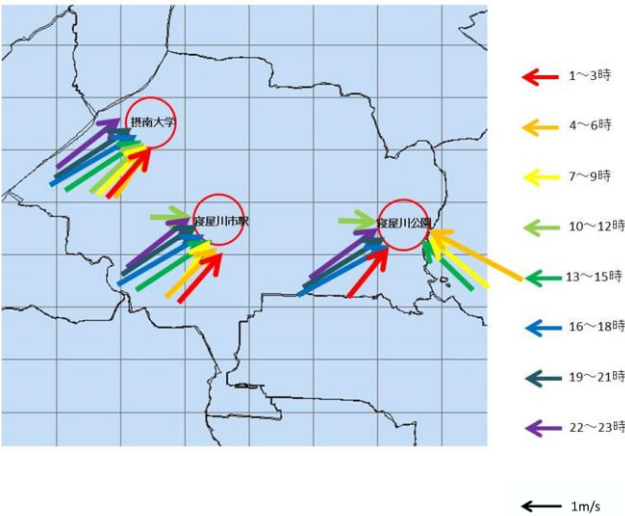 摂南大学
寝屋川市駅
寝屋川公園
1～3時
4～6時
7～9時
10～12時
13～15時
16～18時
19～21時
22～23時
1m/s